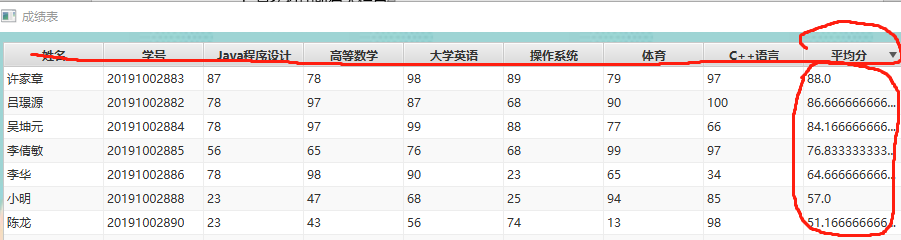 成绩表
姓名 学号 Java程序设计 高等数学 大学英语 操作系统 体育 C++语言 平均分
许家章 20191002883 87 78 98 89 79 97 88.0
吕璟源 20191002882 78 97 87 68 90 100 86.666666666...
吴坤元 20191002884 78 97 99 88 77 66 84.166666666...
李倩敏 20191002885 56 65 76 68 99 97 76.833333333...
李华 20191002886 78 98 90 23 65 34 64.666666666...
小明 20191002888 23 47 68 25 94 85 57.0
陈龙 20191002890 23 43 56 74 13 98 51.166666666...